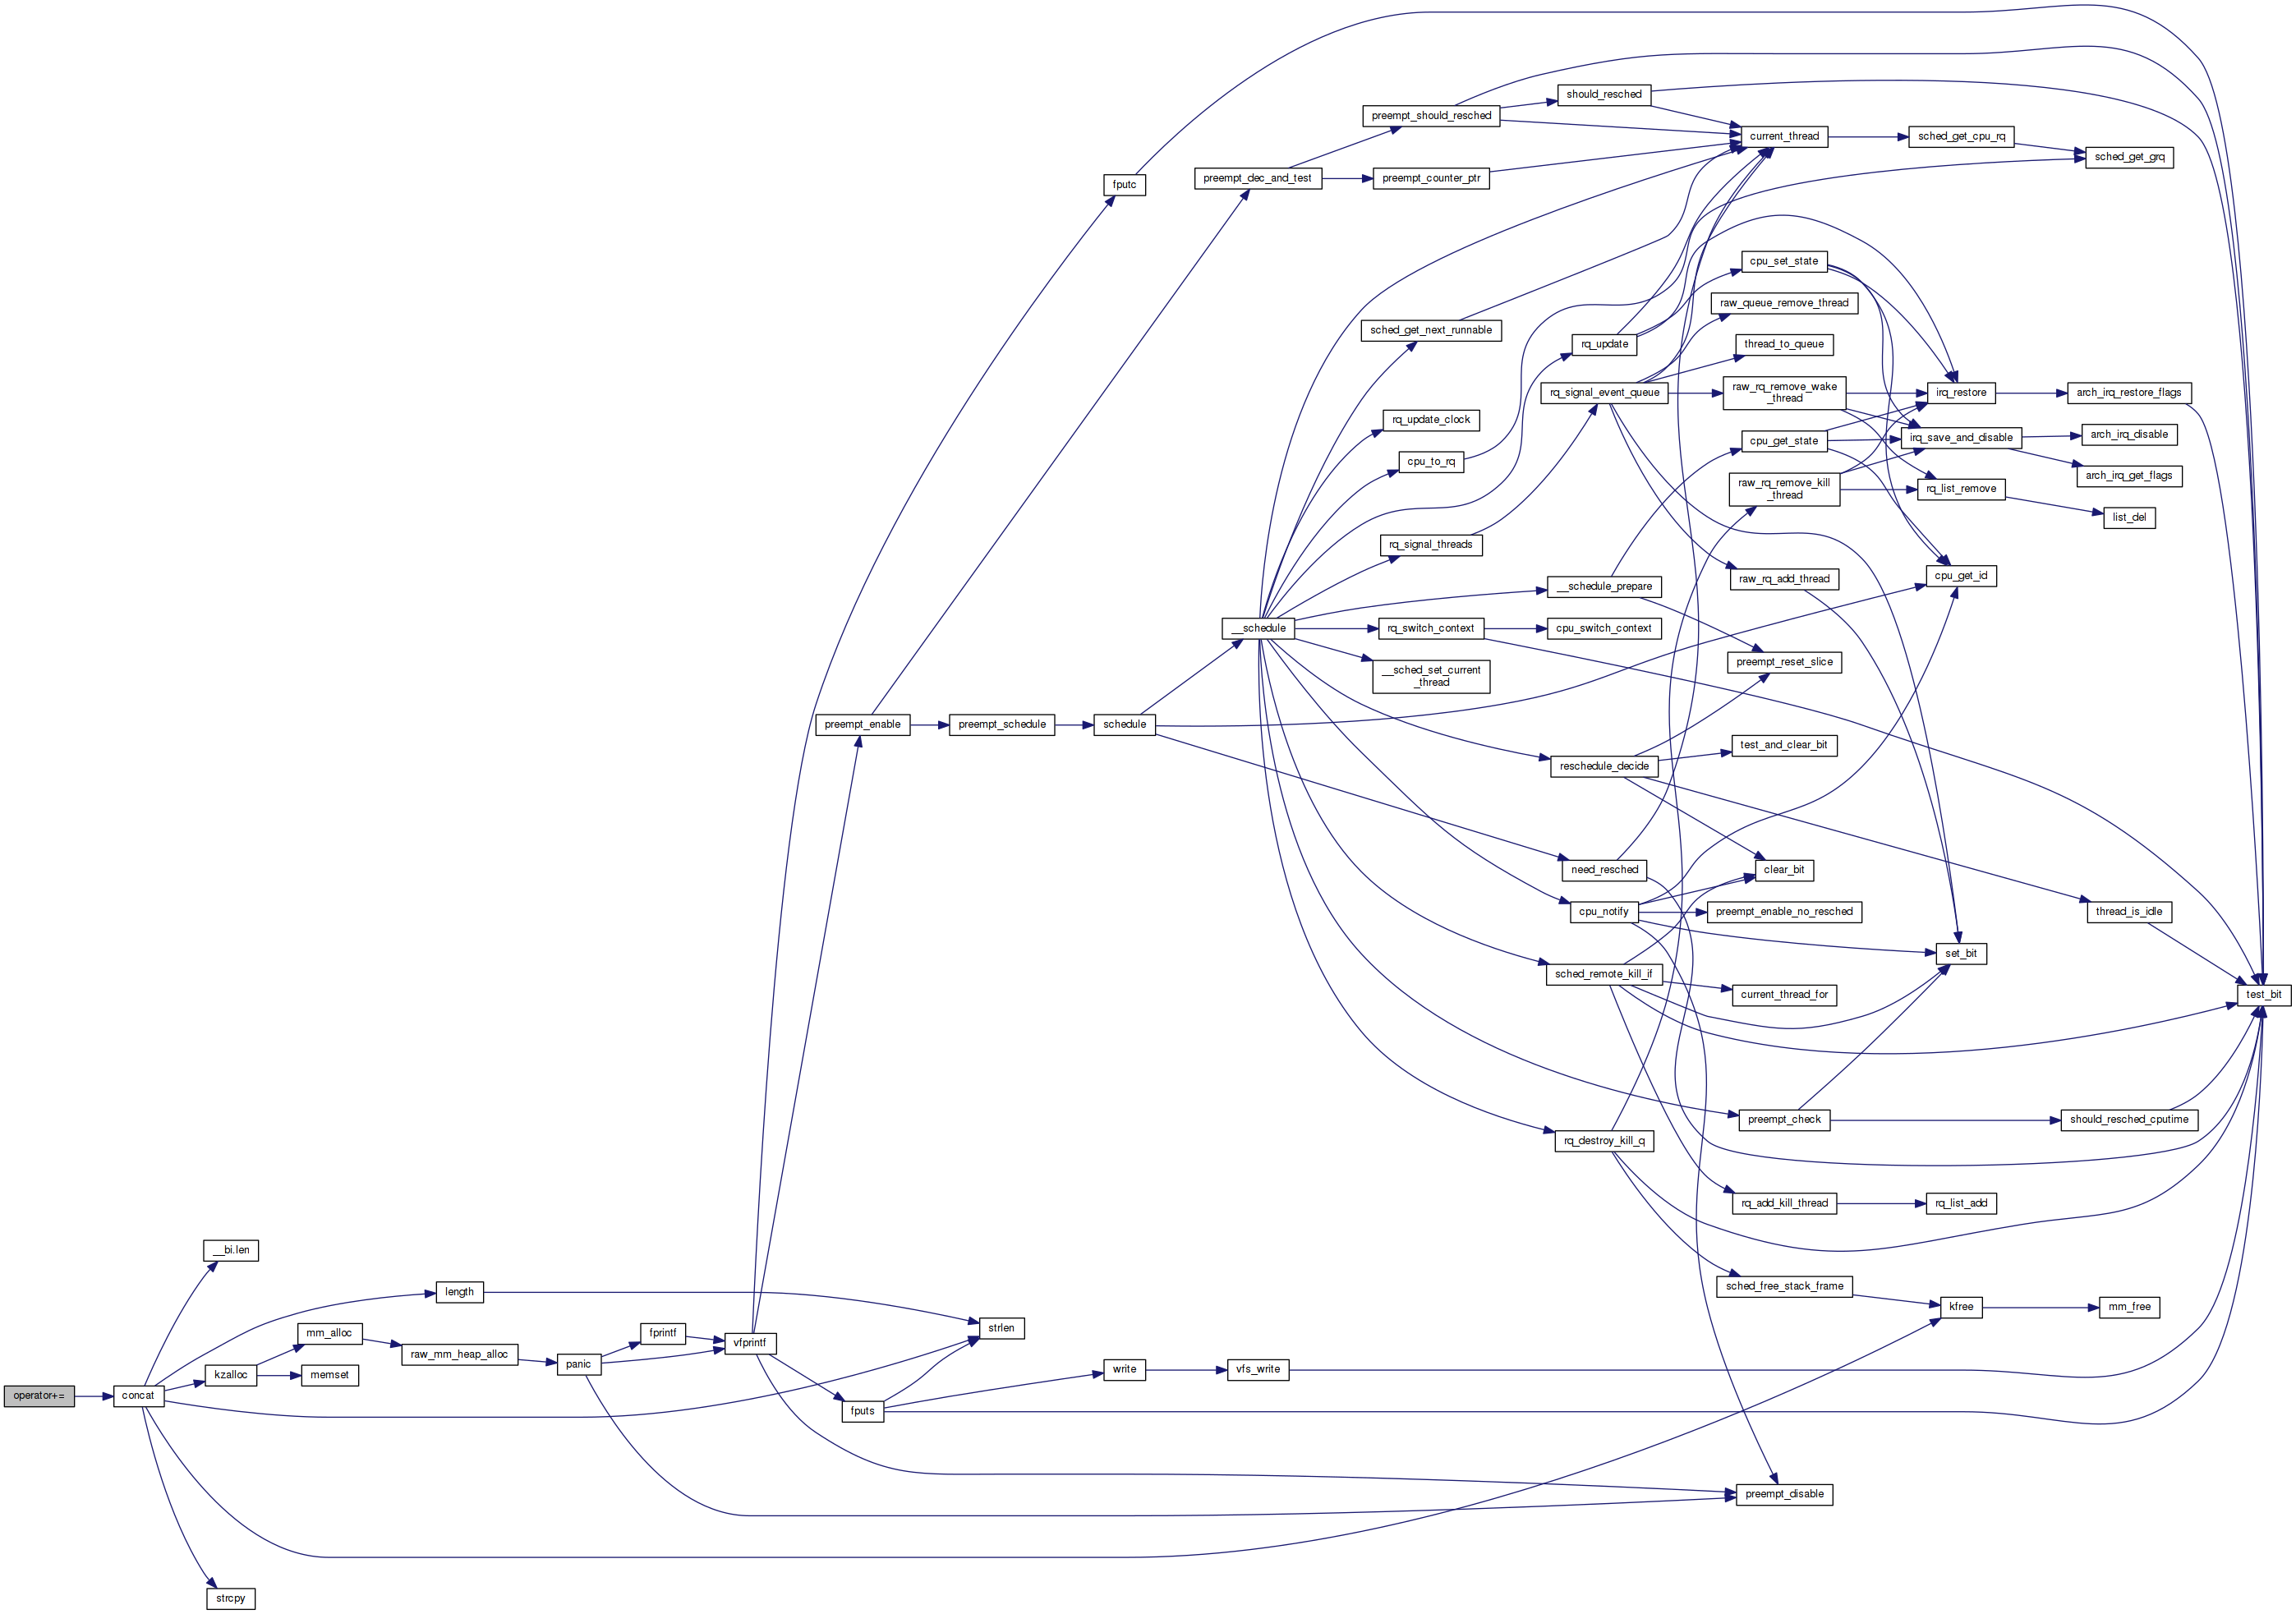 should_resched
preempt_should_resched
current_thread
sched_get_cpu_rq
sched_get_grq
fputc
preempt_dec_and_test
preempt_counter_ptr
cpu_set_state
raw_queue_remove_thread
sched_get_next_runnable
rq_update
thread_to_queue
rq_signal_event_queue
raw_rq_remove_wake
_thread
irq_restore
arch_irq_restore_flags
rq_update_clock
cpu_get_state
irq_save_and_disable
arch_irq_disable
cpu_to_rq
raw_rq_remove_kill
_thread
rq_list_remove
arch_irq_get_flags
list_del
rq_signal_threads
__schedule_prepare
raw_rq_add_thread
cpu_get_id
__schedule
rq_switch_context
cpu_switch_context
__sched_set_current
_thread
preempt_reset_slice
preempt_enable
preempt_schedule
schedule
test_and_clear_bit
reschedule_decide
need_resched
clear_bit
cpu_notify
preempt_enable_no_resched
thread_is_idle
set_bit
sched_remote_kill_if
current_thread_for
test_bit
preempt_check
should_resched_cputime
rq_destroy_kill_q
rq_add_kill_thread
rq_list_add
__bi.len
length
sched_free_stack_frame
kfree
mm_free
mm_alloc
fprintf
vfprintf
strlen
raw_mm_heap_alloc
panic
kzalloc
memset
write
vfs_write
operator+=
concat
fputs
preempt_disable
strcpy